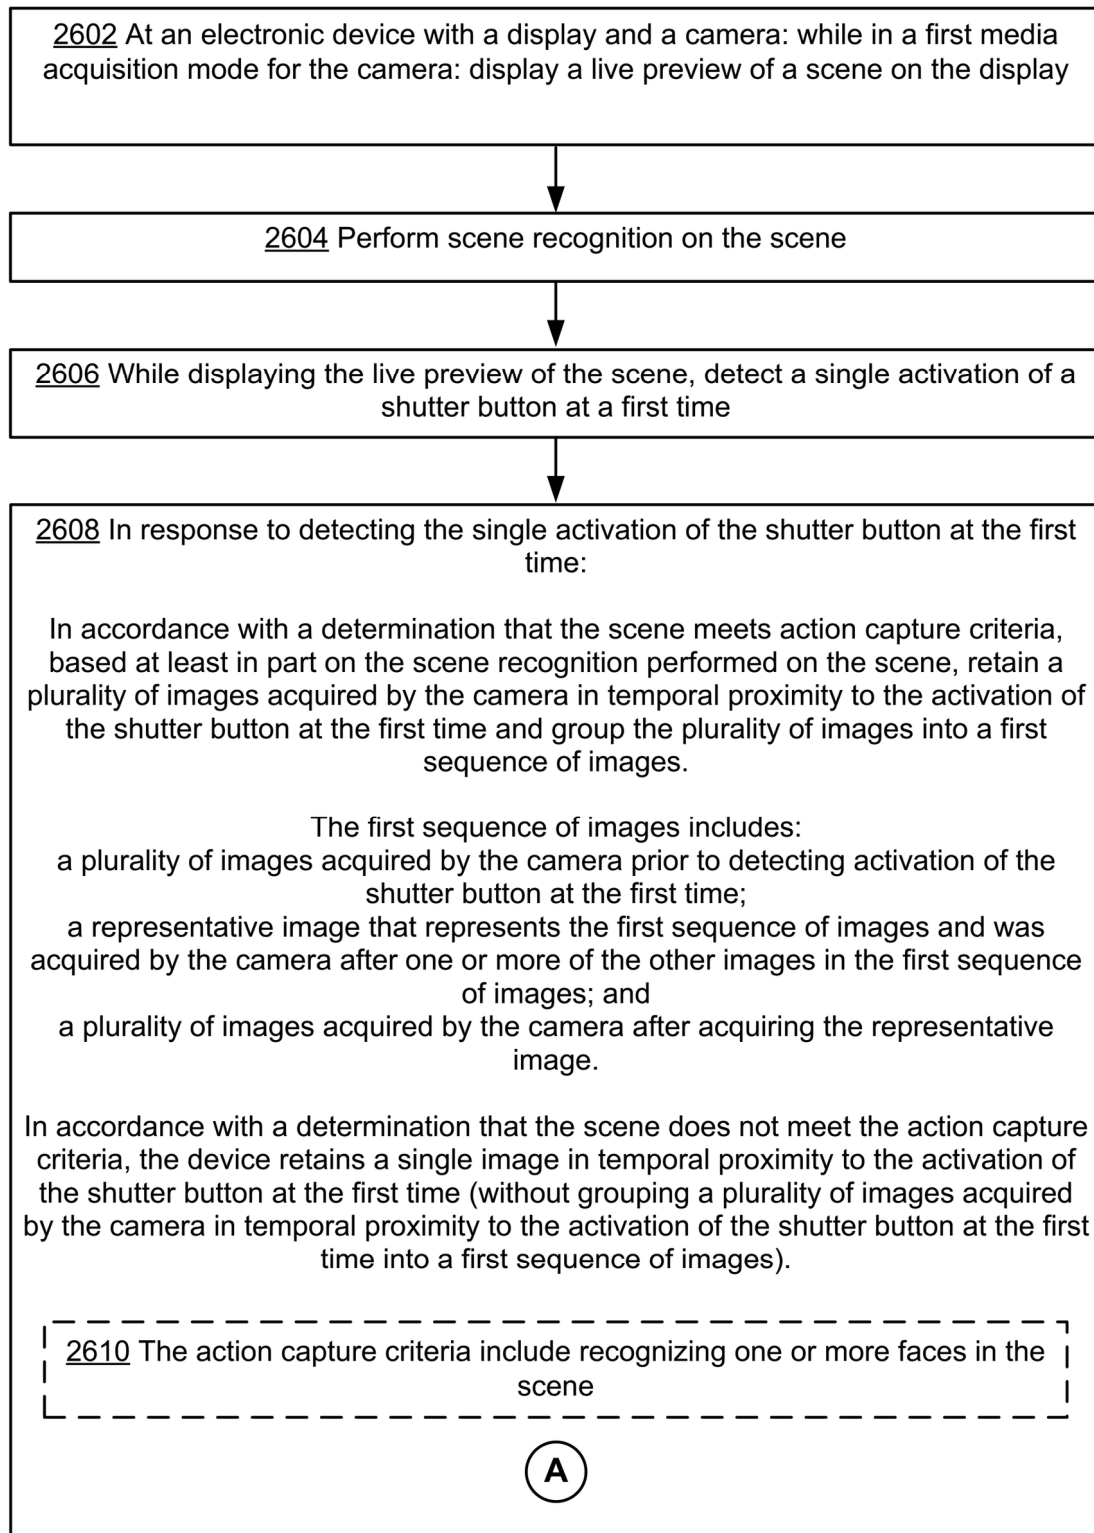 2602 At an electronic device with a display and a camera: while in a first media
acquisition mode for the camera: display a live preview of a scene on the display
2604 Perform scene recognition on the scene
2606 While displaying the live preview of the scene, detect a single activation of a
shutter button at a first time
2608 In response to detecting the single activation of the shutter button at the first
time:
In accordance with a determination that the scene meets action capture criteria,
based at least in part on the scene recognition performed on the scene, retain a
plurality of images acquired by the camera in temporal proximity to the activation of
the shutter button at the first time and group the plurality of images into a first
sequence of images.
The first sequence of images includes:
a plurality of images acquired by the camera prior to detecting activation of the
shutter button at the first time;
a representative image that represents the first sequence of images and was
acquired by the camera after one or more of the other images in the first sequence
of images; and
a plurality of images acquired by the camera after acquiring the representative
image.
In accordance with a determination that the scene does not meet the action capture
criteria, the device retains a single image in temporal proximity to the activation of
the shutter button at the first time (without grouping a plurality of images acquired
by the camera in temporal proximity to the activation of the shutter button at the first
time into a first sequence of images).
2610 The action capture criteria include recognizing one or more faces in the
scene
A